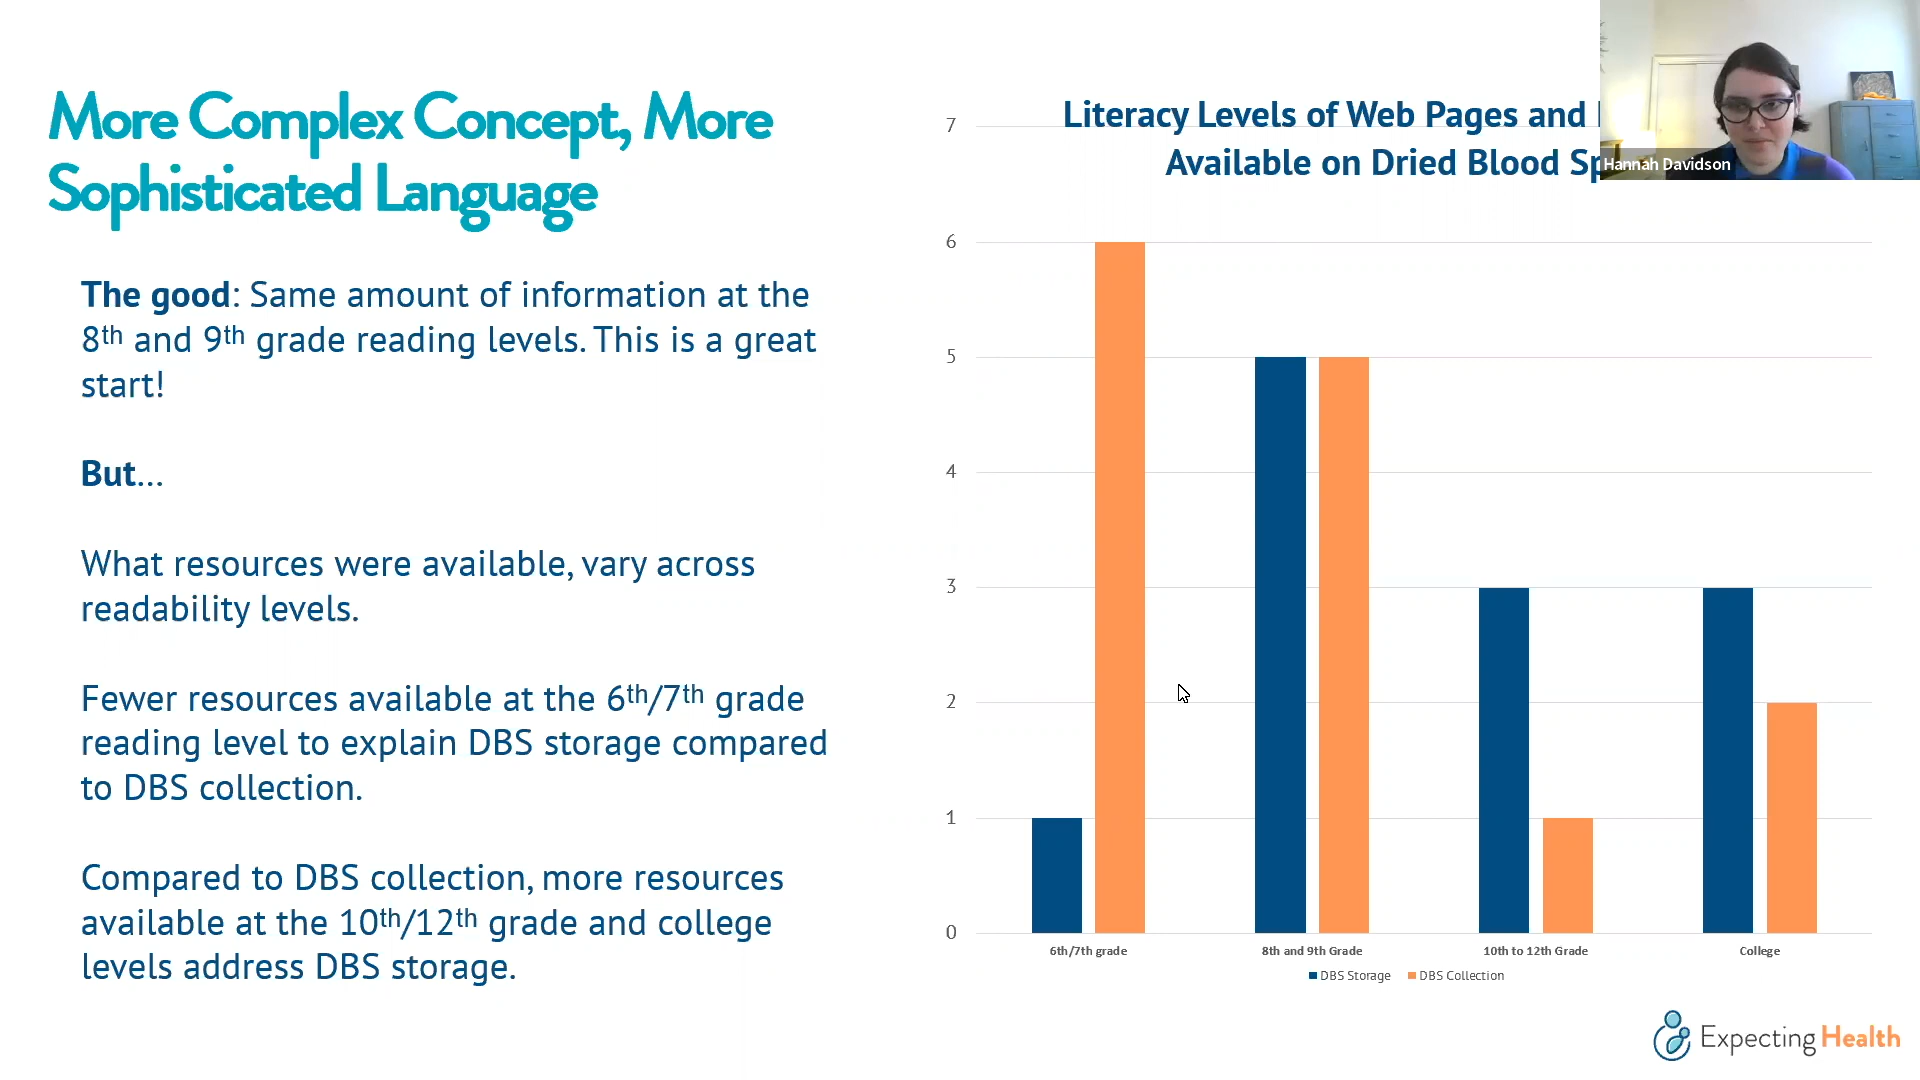 More Complex Concept, More
Sophisticated Language
The good: Same amount of information at the
8th and 9th grade reading levels. This is a great
start!
But...
What resources were available, vary across
readability levels.
Fewer resources available at the 6th/7th grade
reading level to explain DBS storage compared
to DBS collection.
Compared to DBS collection, more resources
available at the 10th/12th grade and college
levels address DBS storage.
Literacy Levels of Web Pages and
Available on Dried Blood
Hannah Davidson
7
6
5
4
3
2
1
0
6th/7th grade
8th and 9th Grade
10th to 12th Grade
College
DBS Storage
DBS Collection
Expecting Health